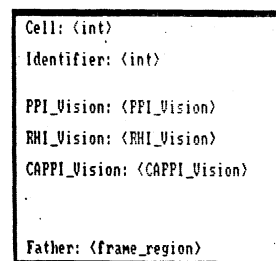 Cell: <int>
Identifier: <int>
PPI_Vision: <PPI_Vision>
RHI_Vision: <RHI_Vision>
CAPPI_Vision: <CAPPI_Vision>
.
.
Father: <frame_region>